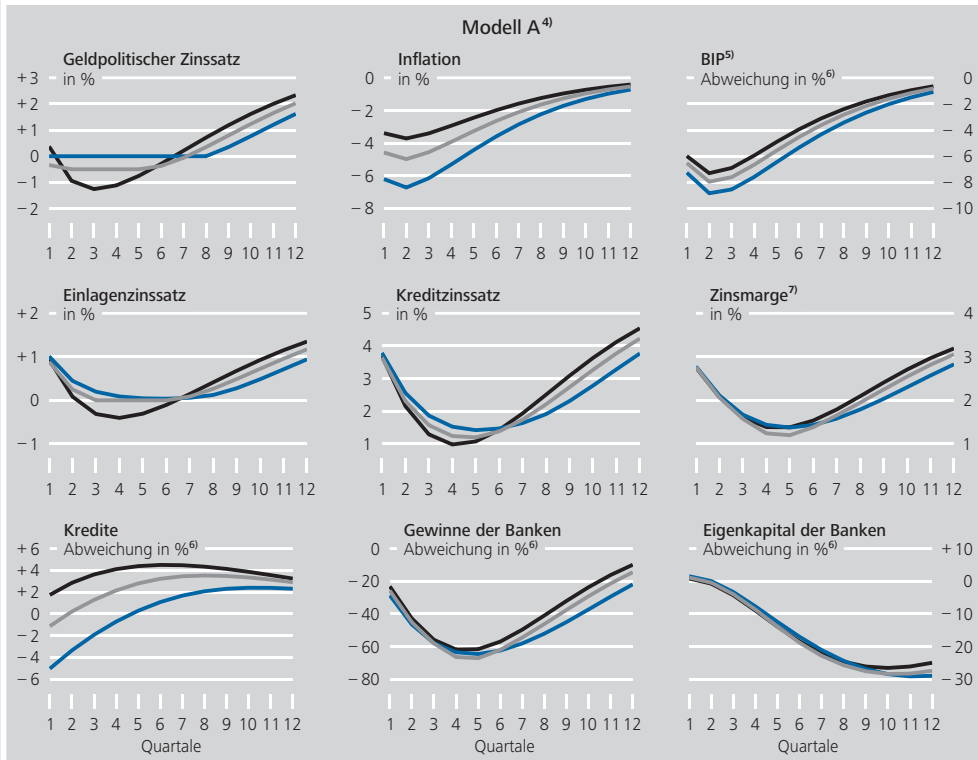 Modell A⁴⁾
Geldpolitischer Zinssatz
in %
+ 3
+ 2
+ 1
0
− 1
− 2
1 2 3 4 5 6 7 8 9 10 11 12
Inflation
in %
0
− 2
− 4
− 6
− 8
1 2 3 4 5 6 7 8 9 10 11 12
BIP⁵⁾
Abweichung in %⁶⁾
0
− 2
− 4
− 6
− 8
− 10
1 2 3 4 5 6 7 8 9 10 11 12
Einlagenzinssatz
in %
+ 2
+ 1
0
− 1
1 2 3 4 5 6 7 8 9 10 11 12
Kreditzinssatz
in %
5
4
3
2
1
1 2 3 4 5 6 7 8 9 10 11 12
Zinsmarge⁷⁾
in %
4
3
2
1
1 2 3 4 5 6 7 8 9 10 11 12
Kredite
Abweichung in %⁶⁾
+ 6
+ 4
+ 2
0
− 2
− 4
− 6
1 2 3 4 5 6 7 8 9 10 11 12
Quartale
Gewinne der Banken
Abweichung in %⁶⁾
0
− 20
− 40
− 60
− 80
1 2 3 4 5 6 7 8 9 10 11 12
Quartale
Eigenkapital der Banken
Abweichung in %⁶⁾
+ 10
0
− 10
− 20
− 30
1 2 3 4 5 6 7 8 9 10 11 12
Quartale